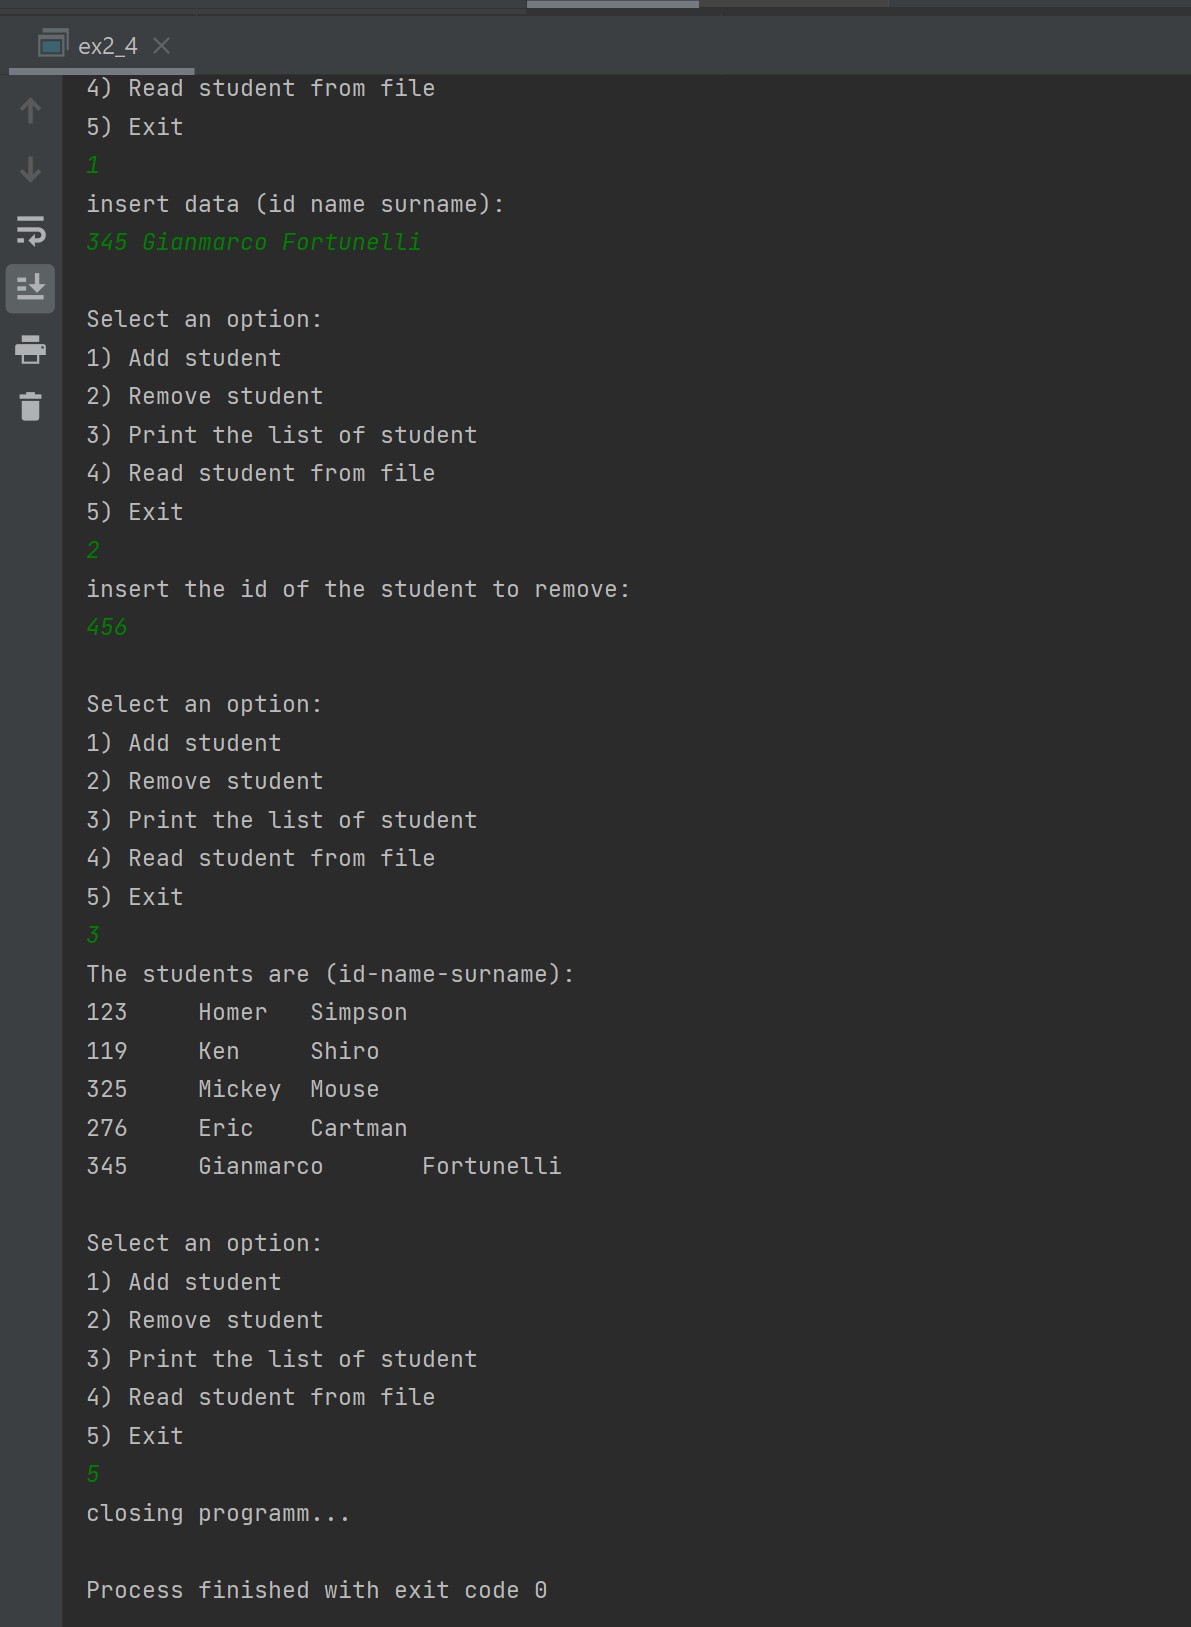 ex2_4
4) Read student from file
5) Exit
1
insert data (id name surname):
345 Gianmarco Fortunelli
Select an option:
1) Add student
2) Remove student
3) Print the list of student
4) Read student from file
5) Exit
2
insert the id of the student to remove:
456
Select an option:
1) Add student
2) Remove student
3) Print the list of student
4) Read student from file
5) Exit
3
The students are (id-name-surname):
123 Homer Simpson
119 Ken Shiro
325 Mickey Mouse
276 Eric Cartman
345 Gianmarco Fortunelli
Select an option:
1) Add student
2) Remove student
3) Print the list of student
4) Read student from file
5) Exit
5
closing programm...
Process finished with exit code 0